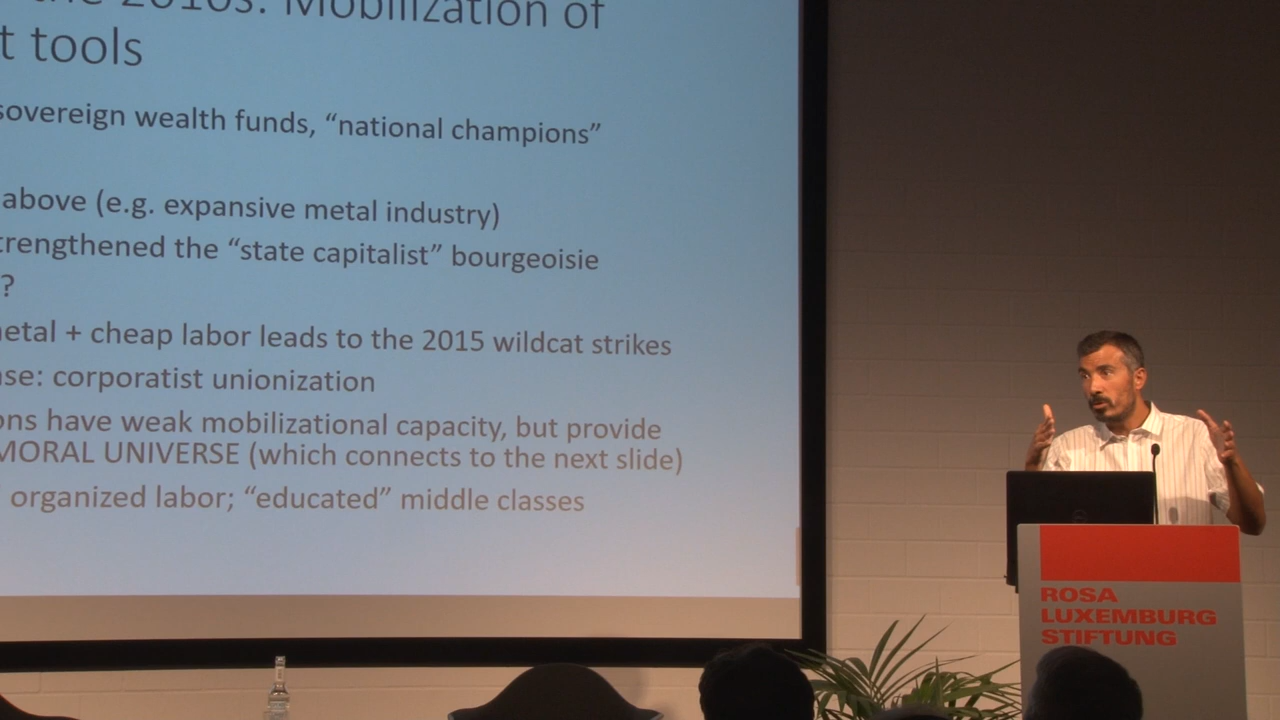 the 2010s: Mobilization of
t tools
sovereign wealth funds, “national champions”
above (e.g. expansive metal industry)
trengthened the “state capitalist” bourgeoisie
?
etal + cheap labor leads to the 2015 wildcat strikes
se: corporatist unionization
ons have weak mobilizational capacity, but provide
MORAL UNIVERSE (which connects to the next slide)
organized labor; “educated” middle classes
ROSA
LUXEMBURG
STIFTUNG